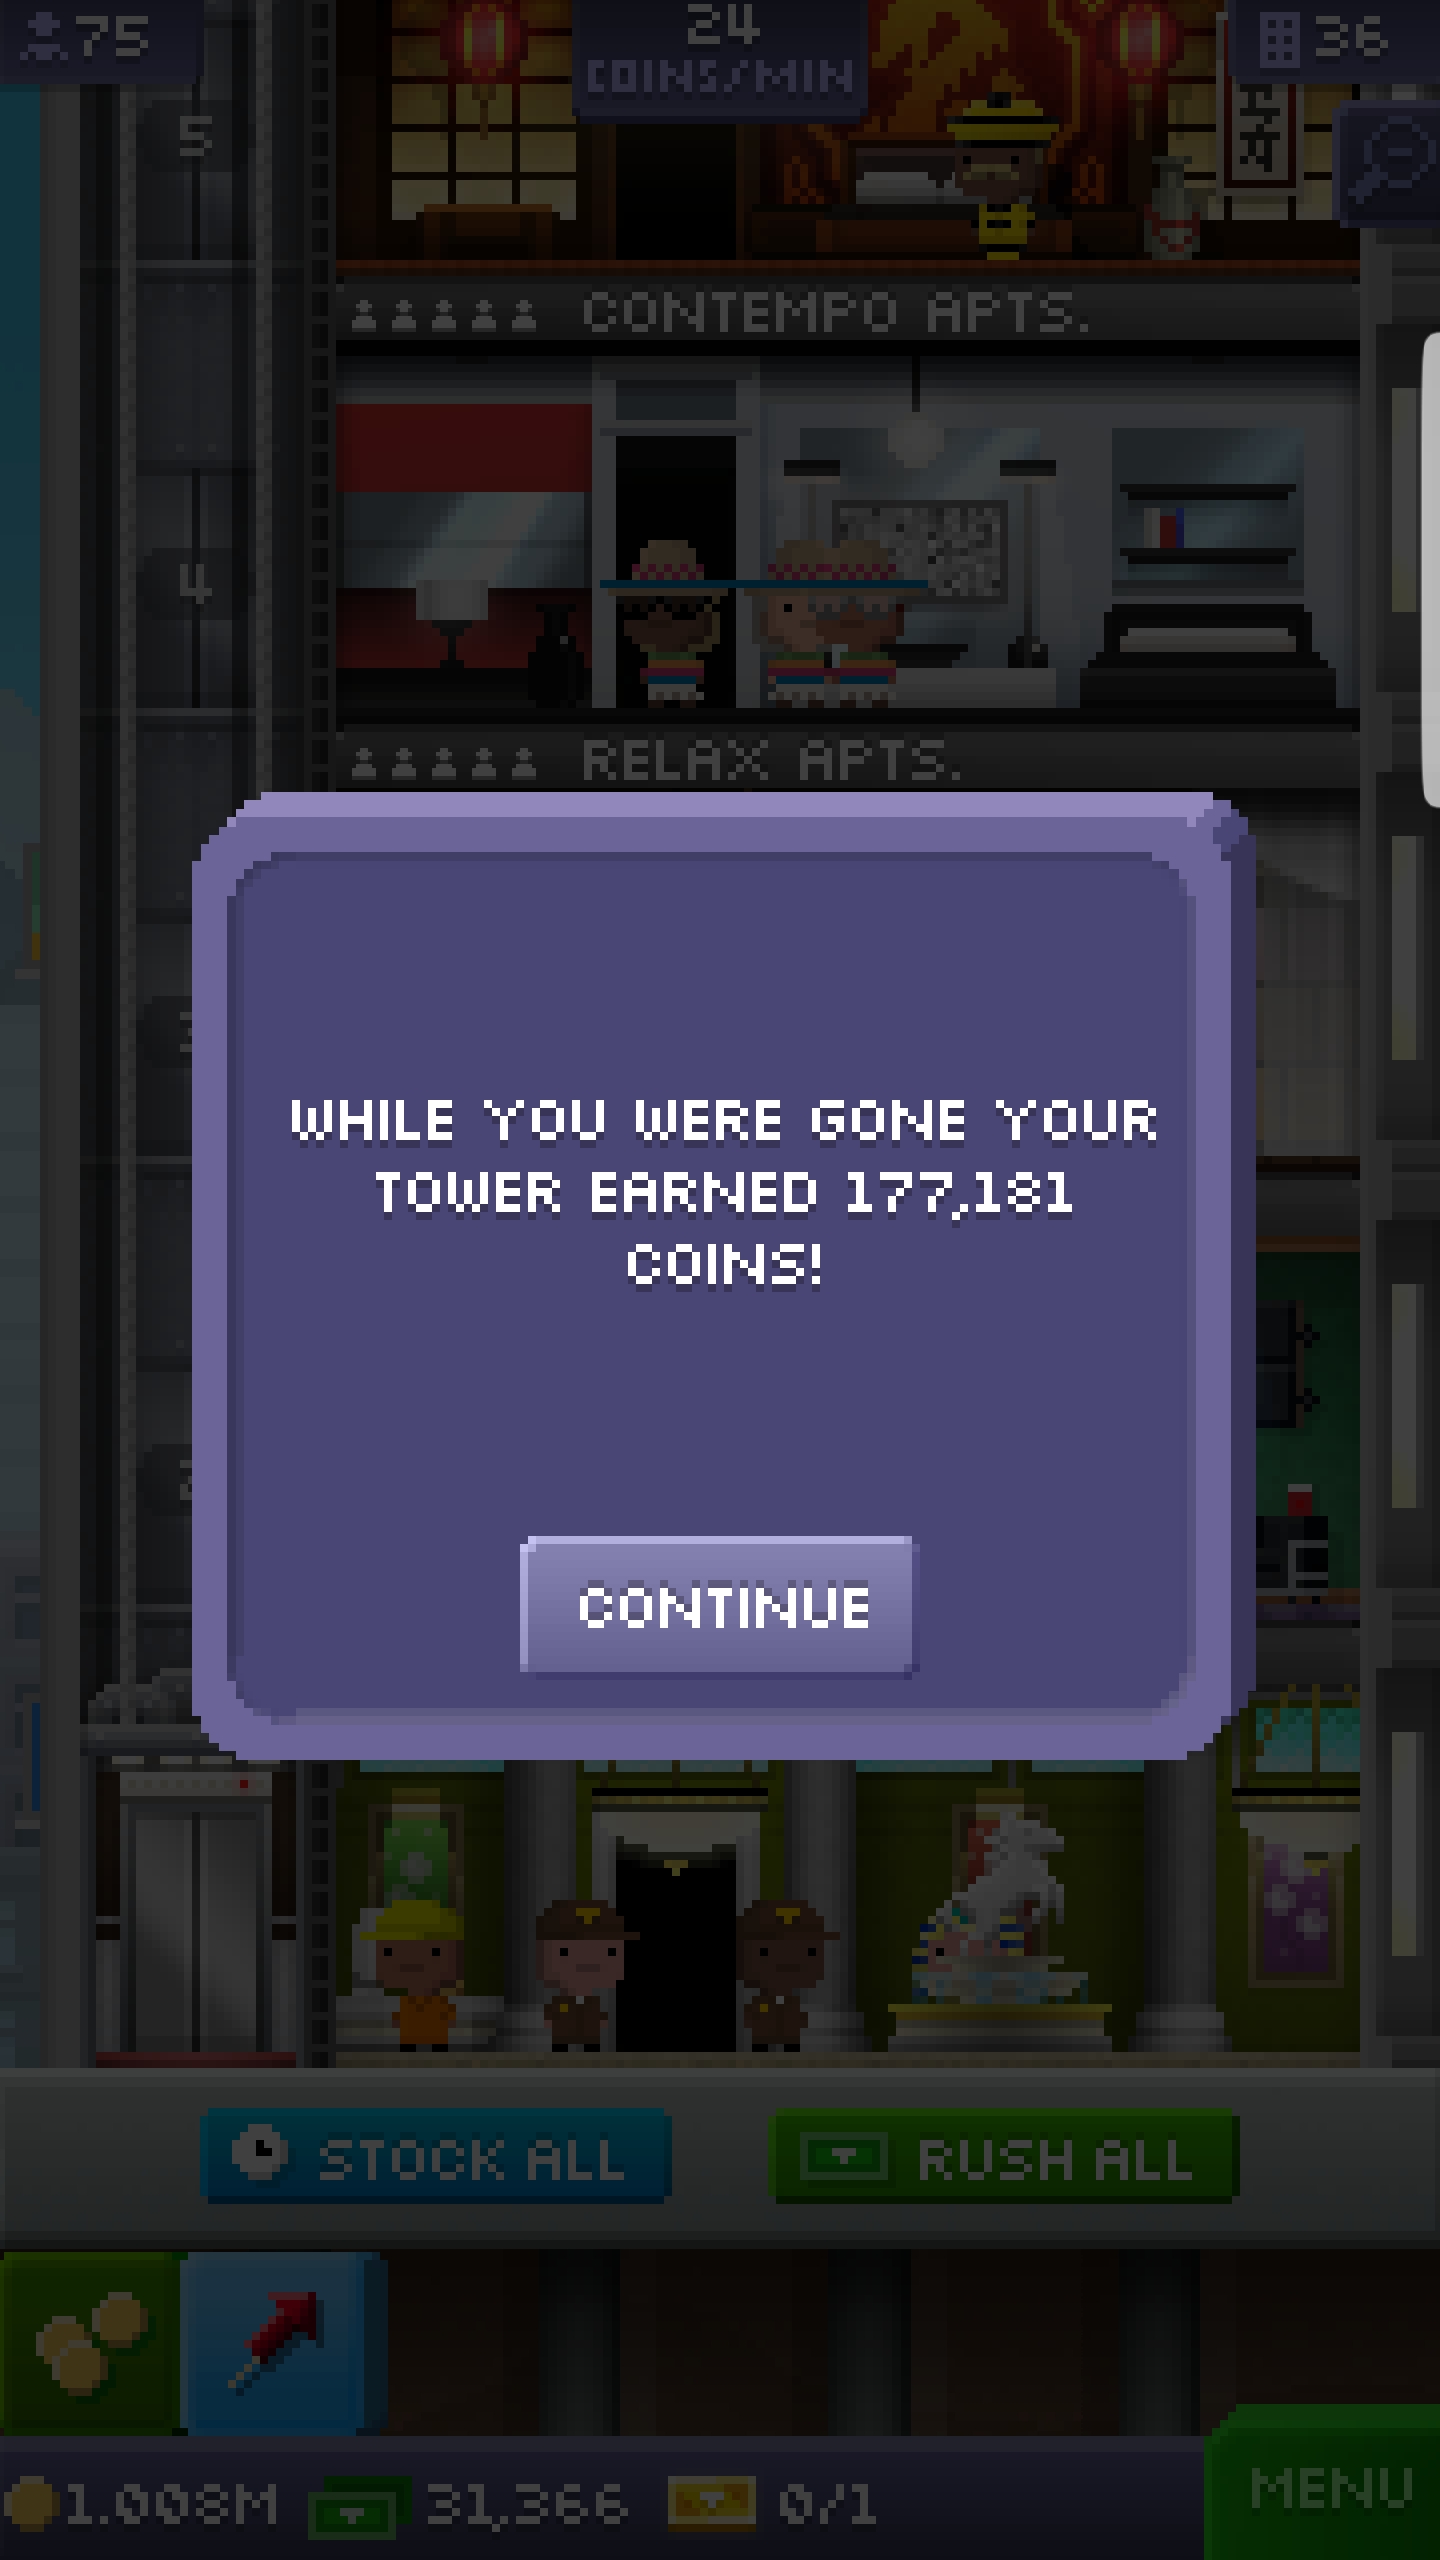 75
24
COINS/MIN
36
5
CONTEMPO APTS.
4
RELAX APTS.
WHILE YOU WERE GONE YOUR
TOWER EARNED 177,181
COINS!
CONTINUE
STOCK ALL
RUSH ALL
1.008M
31,366
0/1
MENU